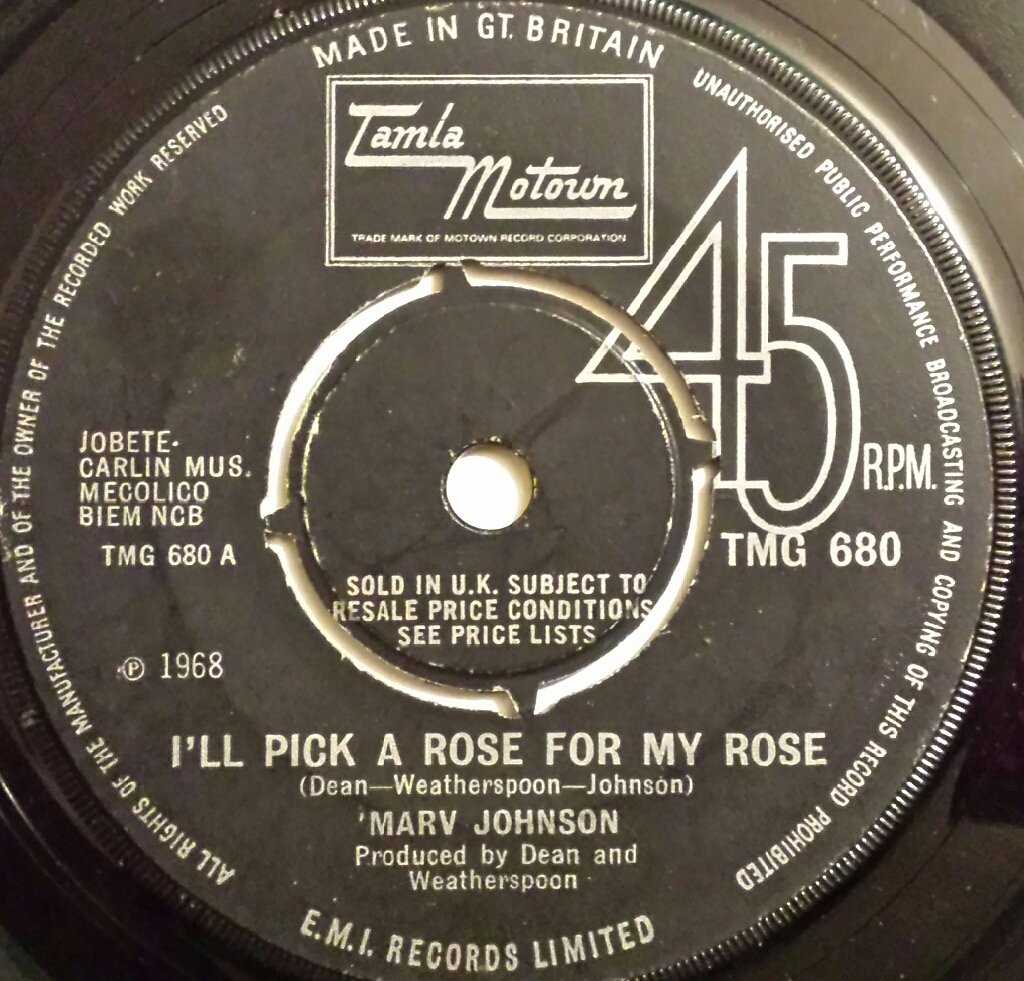 MADE IN GT. BRITAIN
UNAUTHORISED PUBLIC PERFORMANCE BROADCASTING AND COPYING OF THIS RECORD PROHIBITED
ALL RIGHTS OF THE MANUFACTURER AND OF THE OWNER OF THE RECORDED WORK RESERVED
Tamla
Motown
TRADE MARK OF MOTOWN RECORD CORPORATION
45
R.P.M.
JOBETE-
CARLIN MUS.
MECOLICO
BIEM NCB
TMG 680 A
TMG 680
SOLD IN U.K. SUBJECT TO
RESALE PRICE CONDITIONS
SEE PRICE LISTS
℗ 1968
I'LL PICK A ROSE FOR MY ROSE
(Dean—Weatherspoon—Johnson)
'MARV JOHNSON
Produced by Dean and
Weatherspoon
E.M.I. RECORDS LIMITED